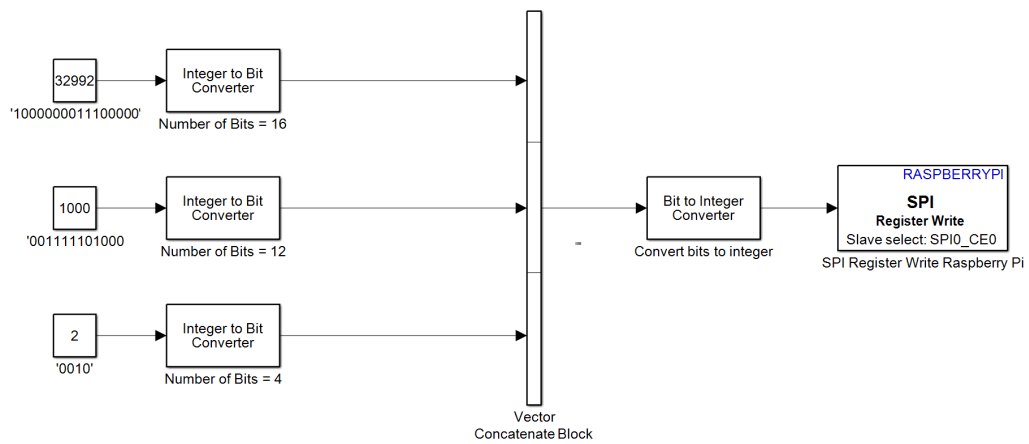 32992
'1000000011100000'
Integer to Bit
Converter
Number of Bits = 16
1000
'001111101000
Integer to Bit
Converter
Number of Bits = 12
2
'0010'
Integer to Bit
Converter
Number of Bits = 4
Vector
Concatenate Block
Bit to Integer
Converter
Convert bits to integer
RASPBERRYPI
SPI
Register Write
Slave select: SPI0_CE0
SPI Register Write Raspberry Pi